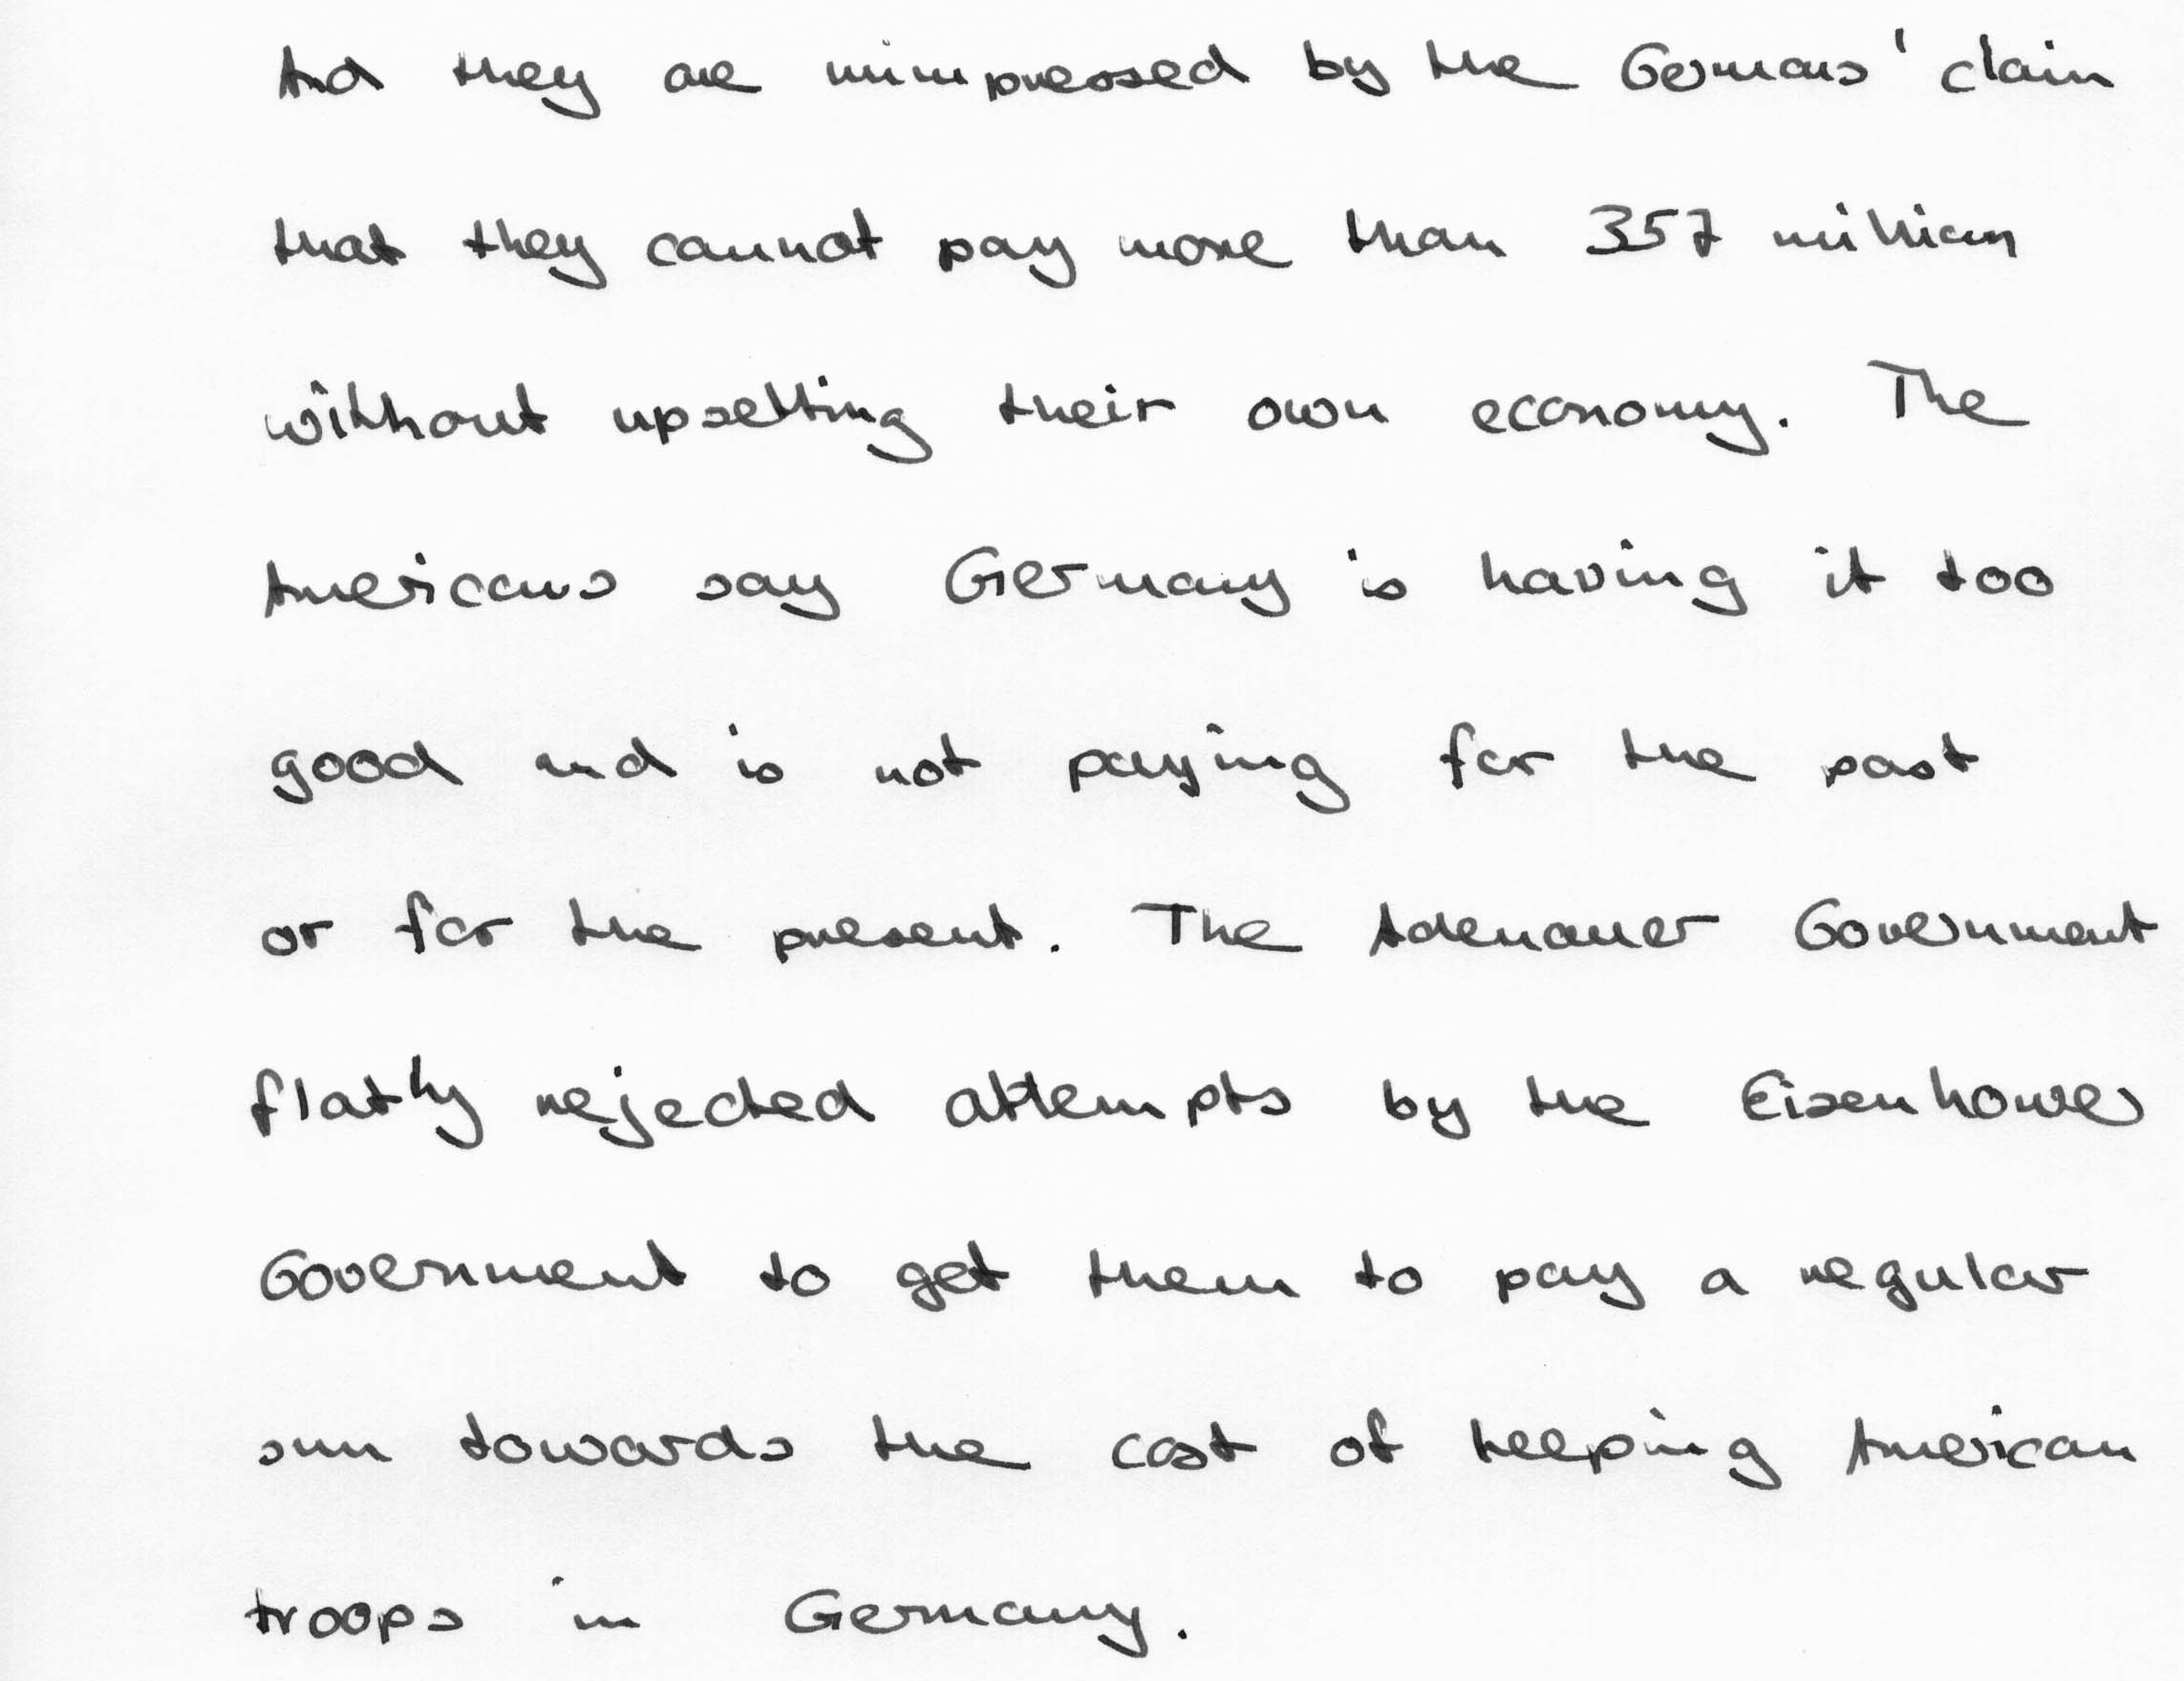 And they are unimpressed by the Germans' claim
that they cannot pay more than 357 million
without upsetting their own economy. The
Americans say Germany is having it too
good and is not paying for the past
or for the present. The Adenauer Government
flatly rejected attempts by the Eisenhower
Government to get them to pay a regular
sum towards the cost of keeping American
troops in Germany.